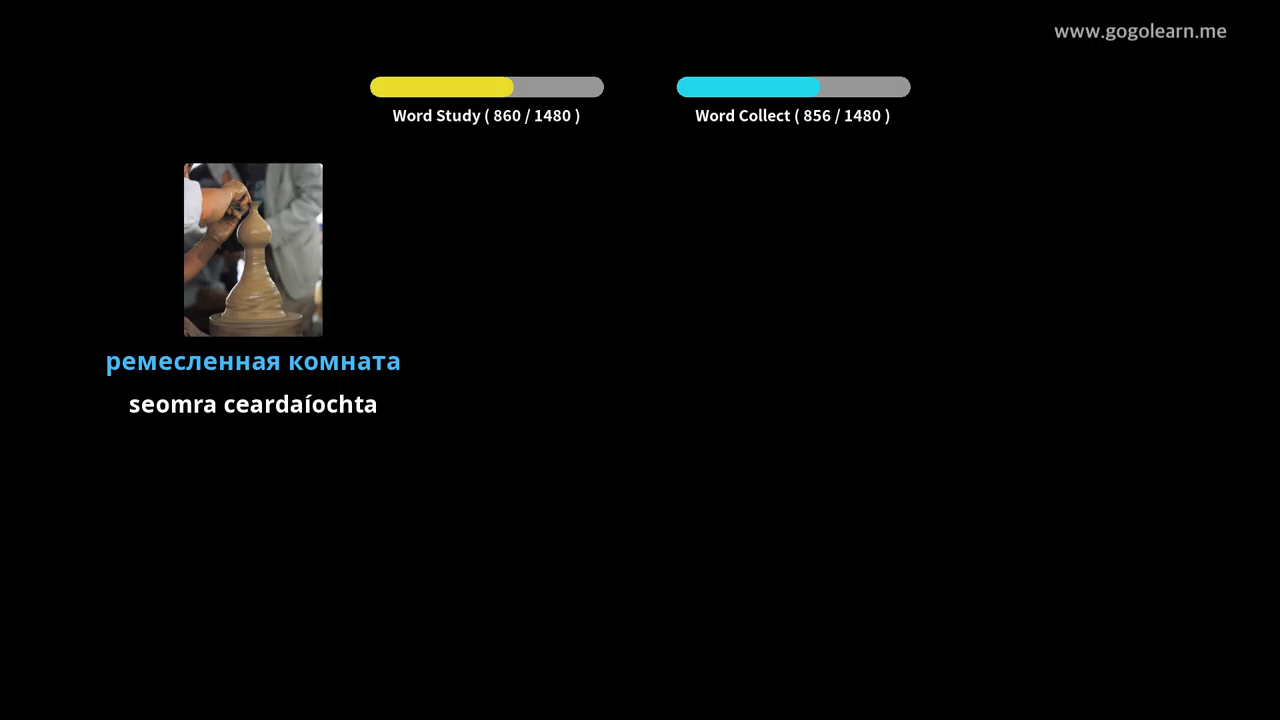 www.gogolearn.me
Word Study ( 860 / 1480 )
Word Collect ( 856 / 1480 )
ремесленная комната
seomra ceardaíochta